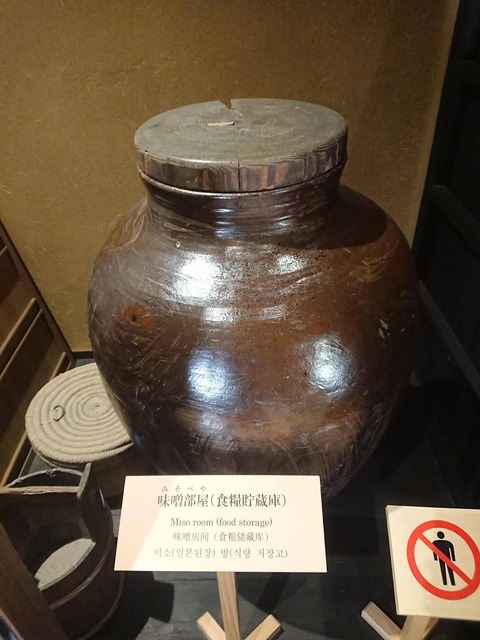 みそべや
味噌部屋(食糧貯蔵庫)
Miso room (food storage)
味噌房间(食粮储藏库)
미소(일본된장) 방(식량 저장고)